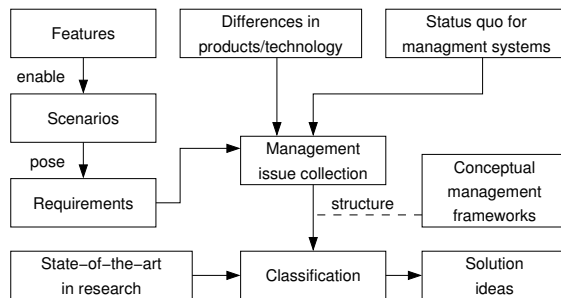 Features
Differences in
products/technology
Status quo for
managment systems
enable
Scenarios
pose
Management
issue collection
Requirements
Conceptual
management
frameworks
structure
State-of-the-art
in research
Classification
Solution
ideas